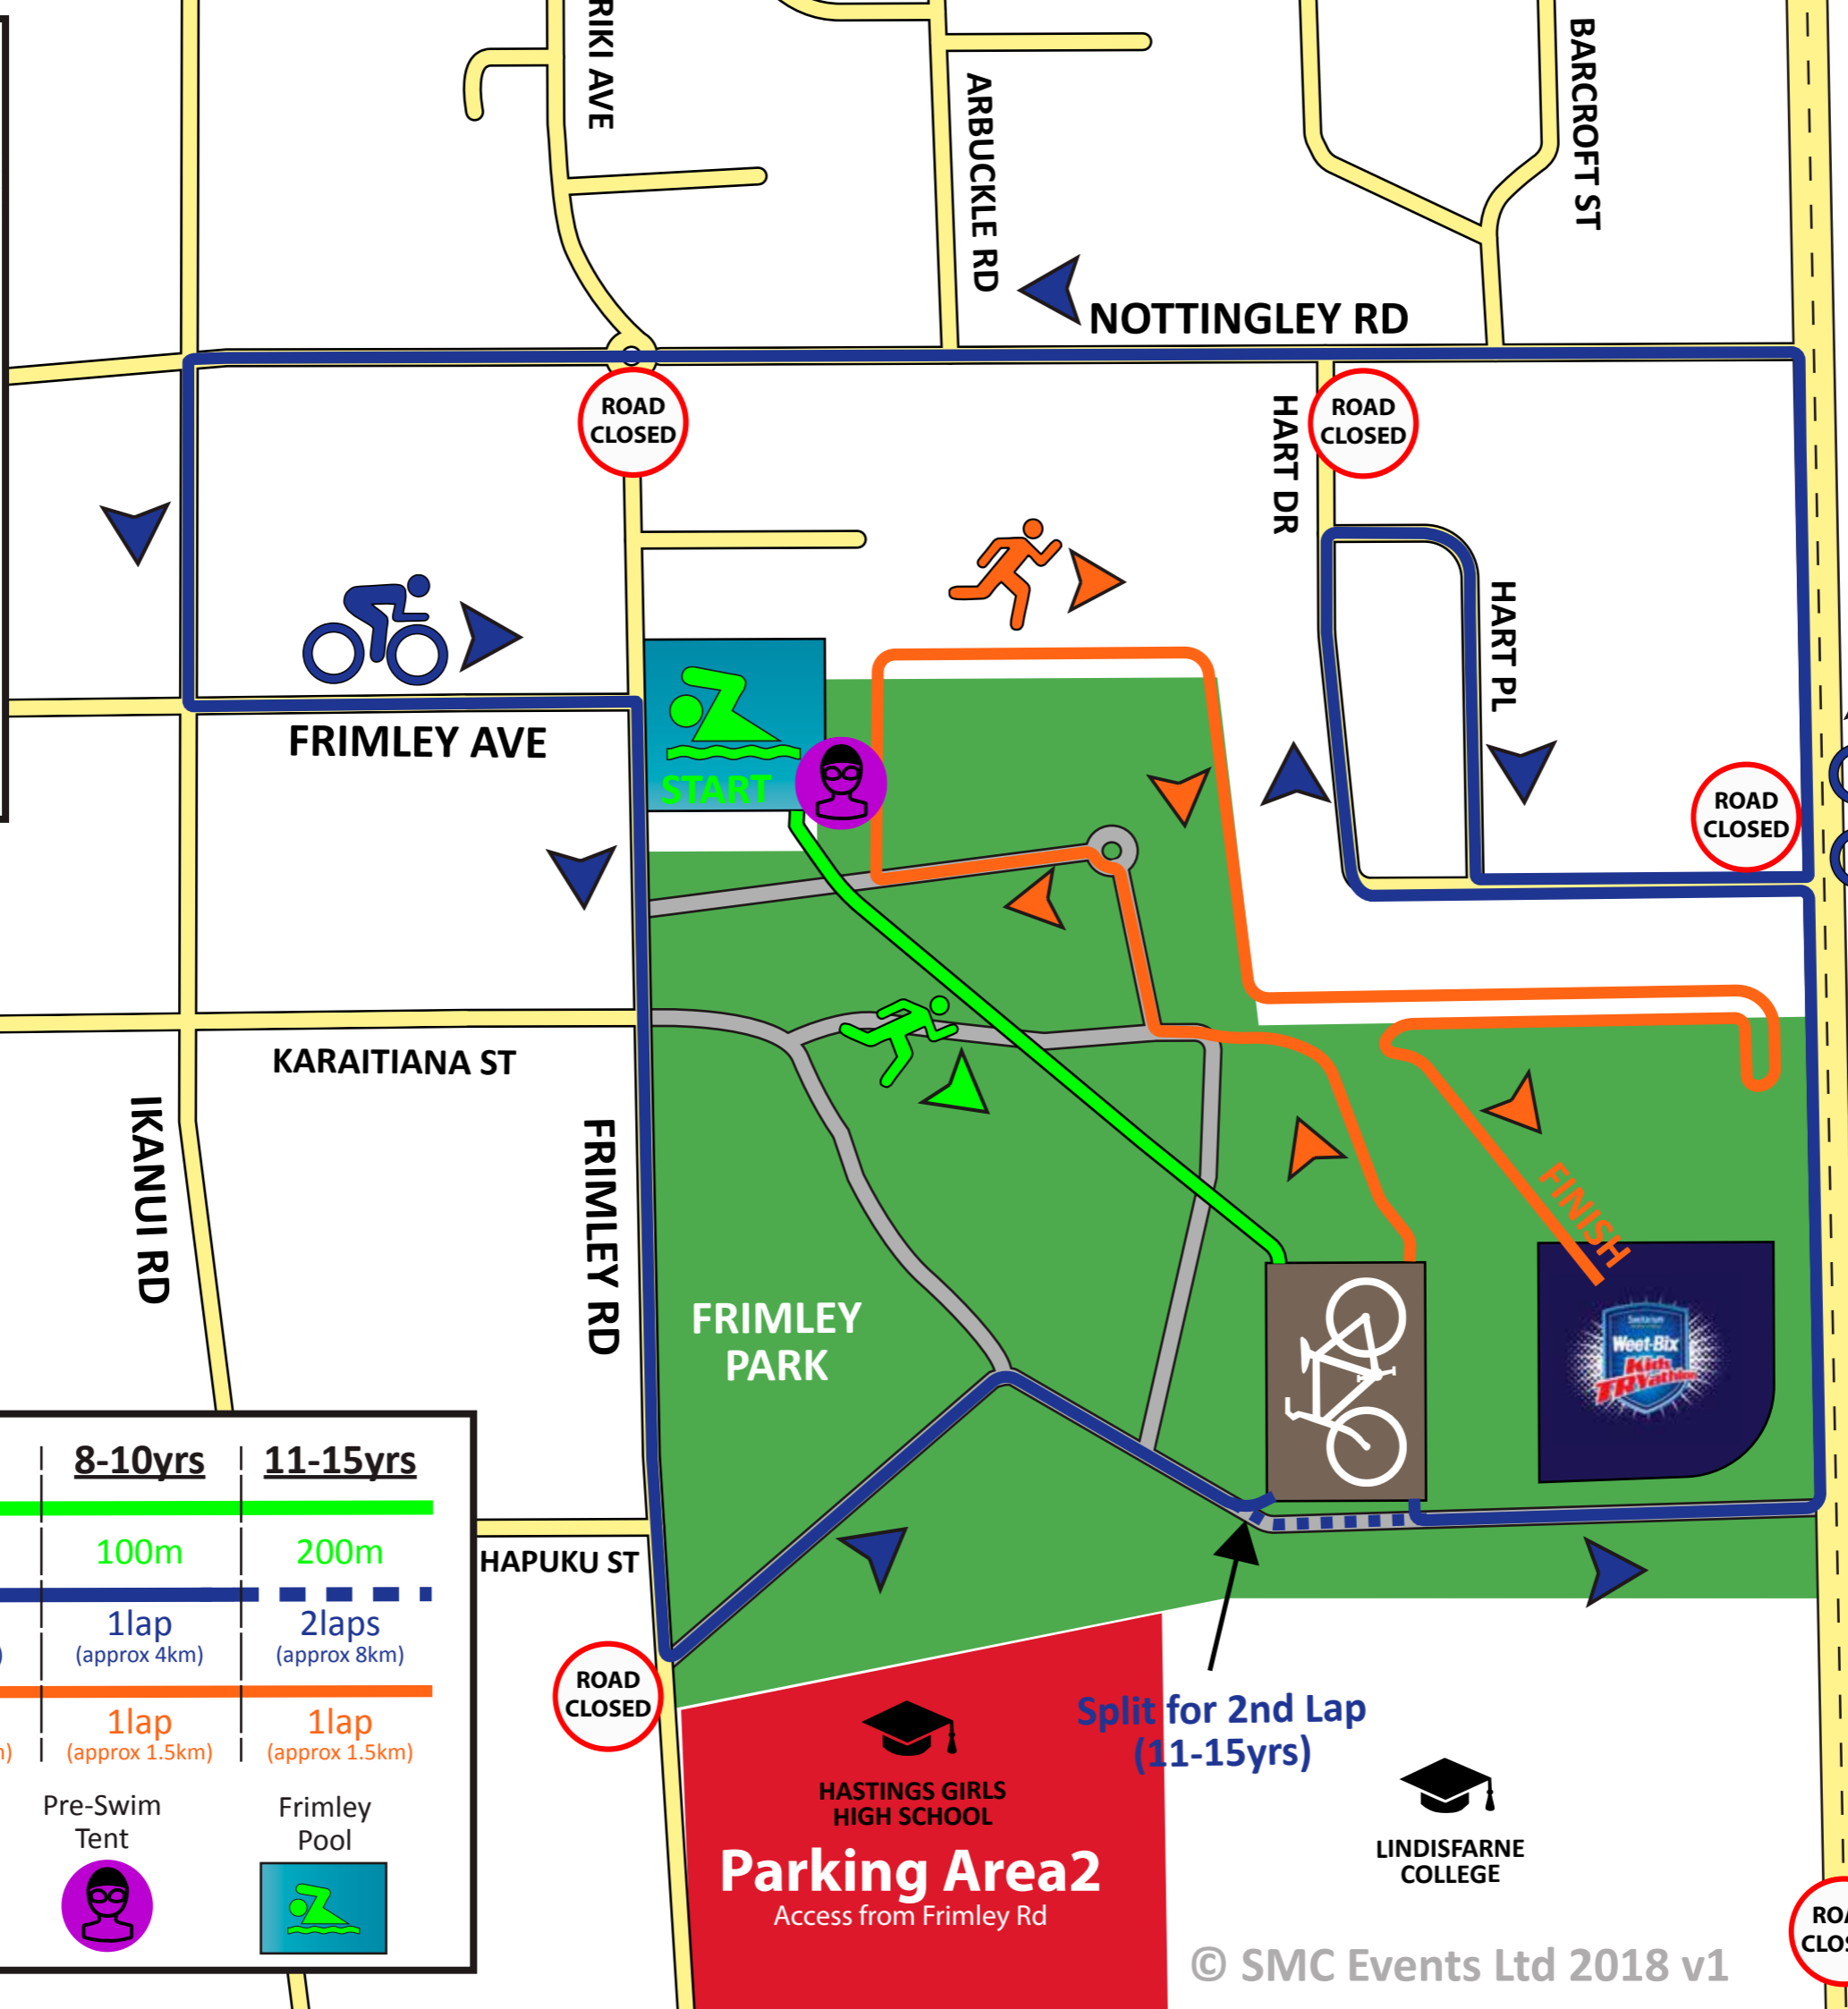 RIKI AVE
ARBUCKLE RD
BARCROFT ST
NOTTINGLEY RD
ROAD
CLOSED
HART DR
ROAD
CLOSED
HART PL
FRIMLEY AVE
START
ROAD
CLOSED
KARAITIANA ST
IKANUI RD
FRIMLEY RD
FINISH
FRIMLEY
PARK
Sanitarium
Weet-Bix
Kids
TRYathlon
8-10yrs 11-15yrs
100m 200m
1lap 2laps
) (approx 4km) (approx 8km)
1lap 1lap
) (approx 1.5km) (approx 1.5km)
Pre-Swim
Tent
Frimley
Pool
HAPUKU ST
ROAD
CLOSED
Split for 2nd Lap
(11-15yrs)
HASTINGS GIRLS
HIGH SCHOOL
Parking Area2
Access from Frimley Rd
LINDISFARNE
COLLEGE
ROA
CLOS
© SMC Events Ltd 2018 v1